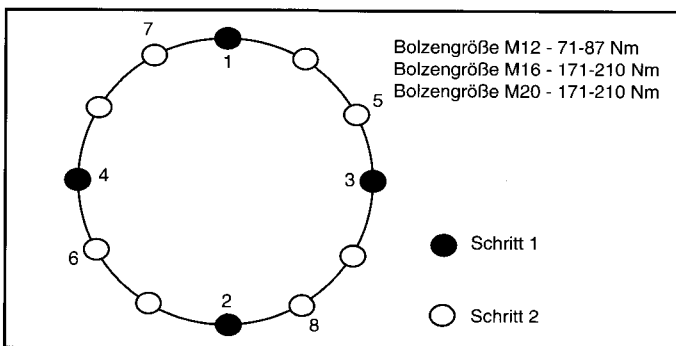 7
1
Bolzengröße M12 - 71-87 Nm
Bolzengröße M16 - 171-210 Nm
Bolzengröße M20 - 171-210 Nm
5
4
3
6
2
8
Schritt 1
Schritt 2